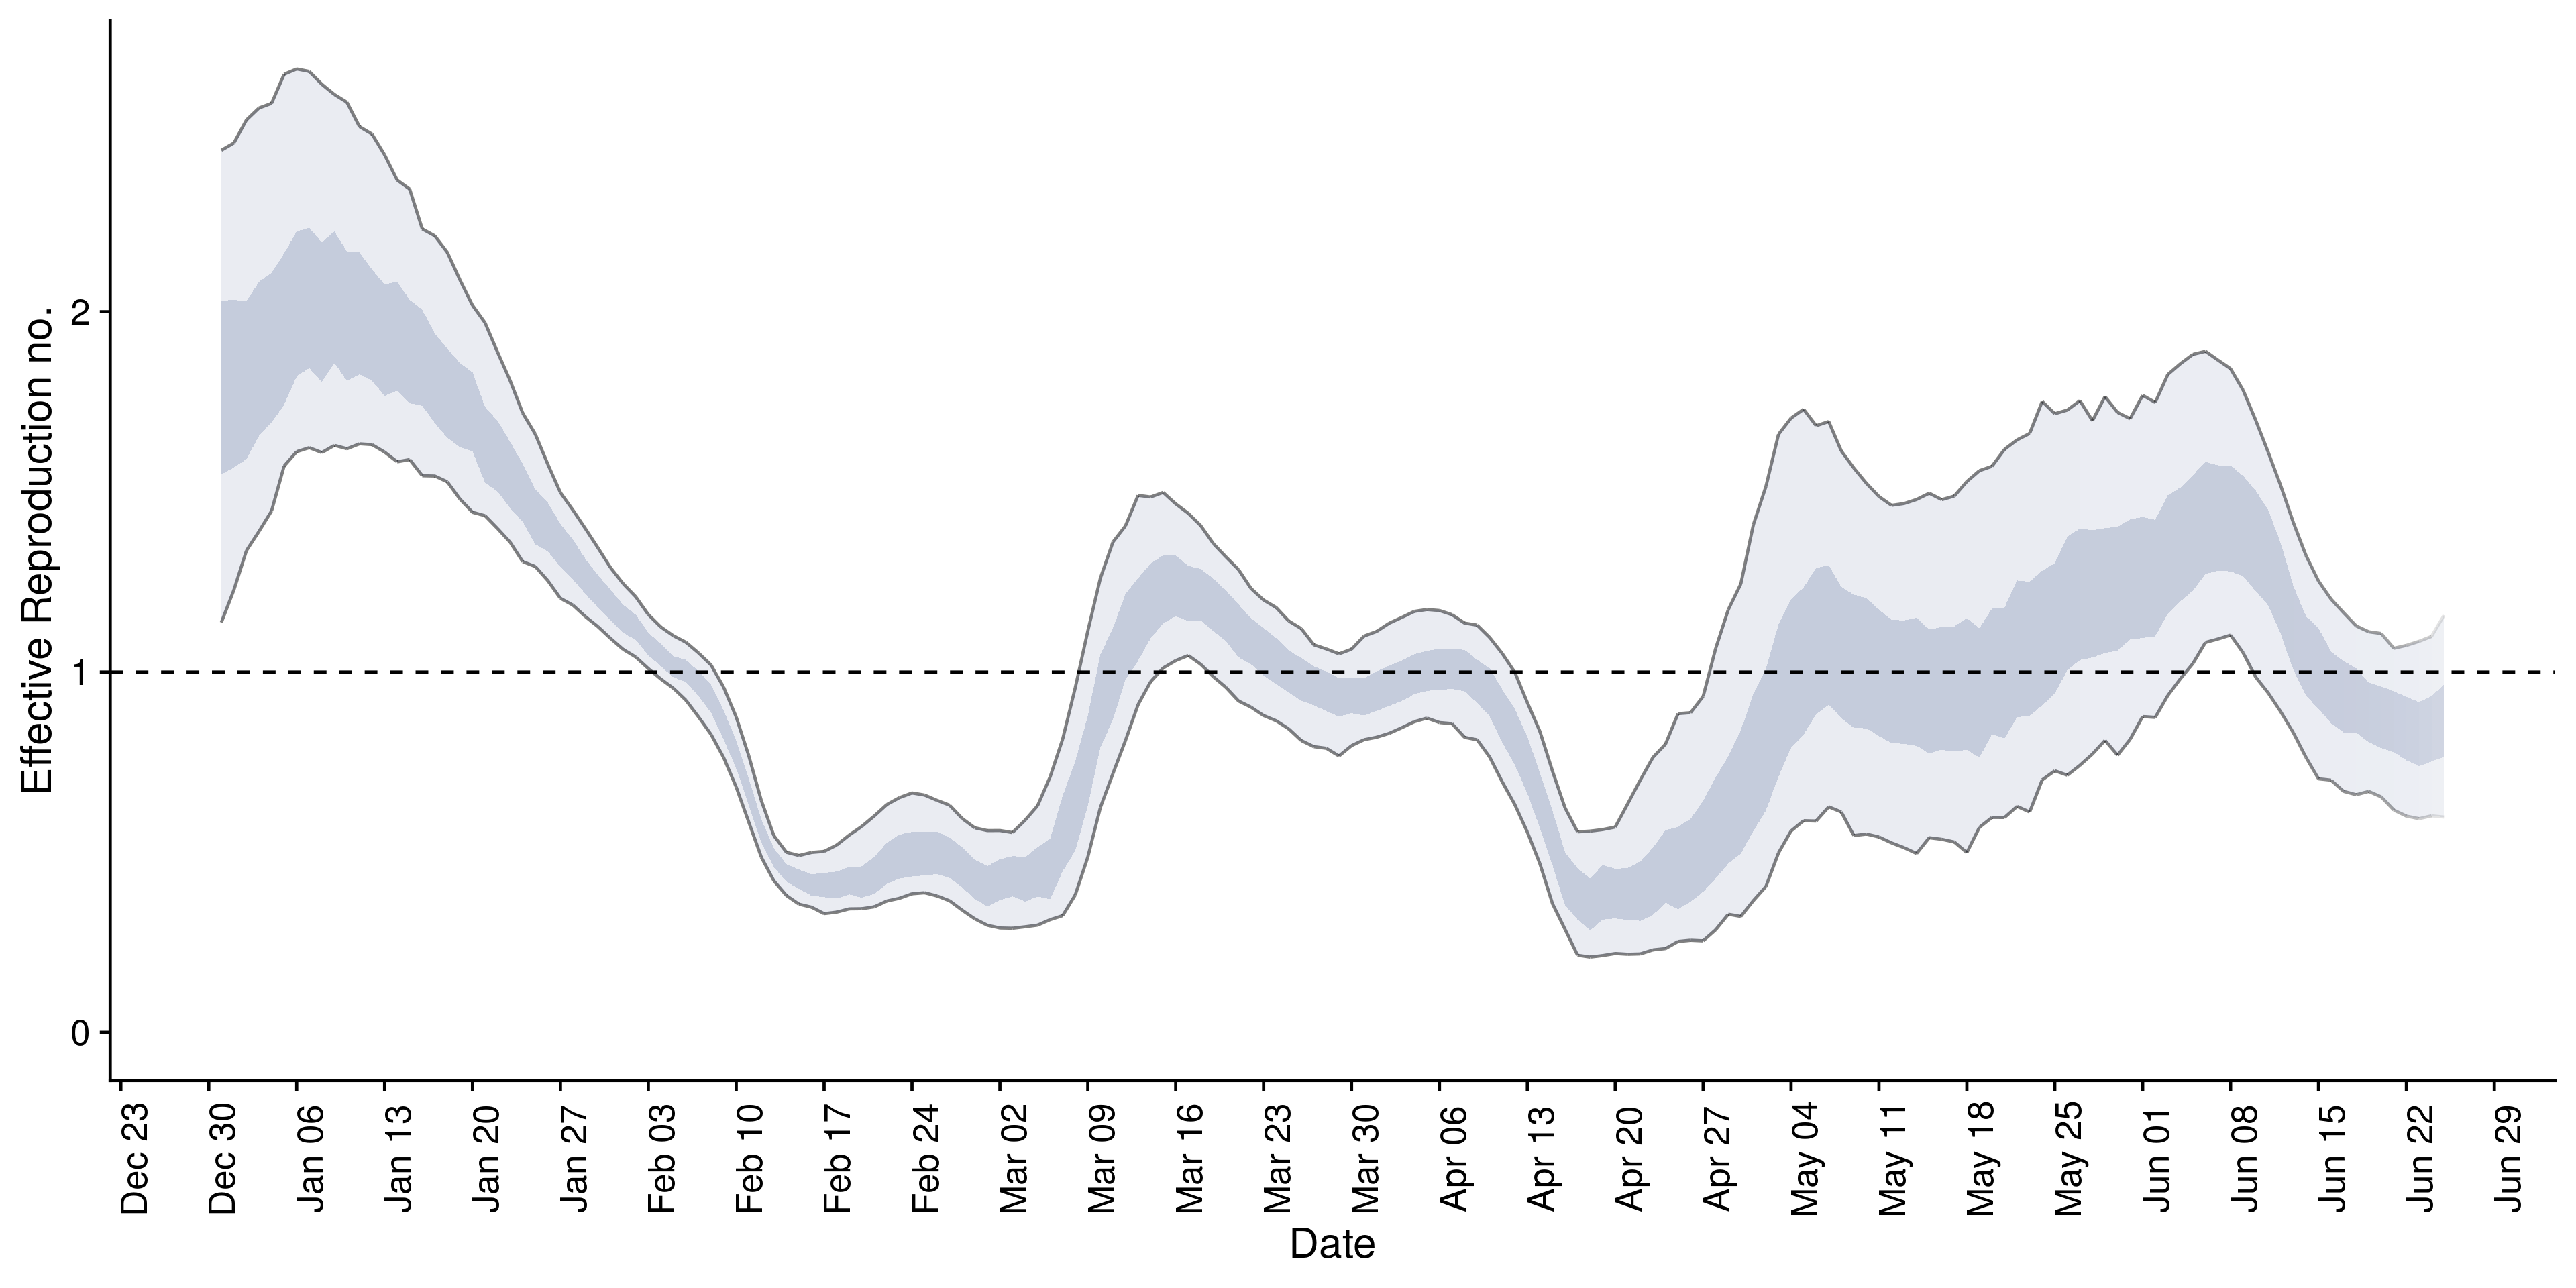 Effective Reproduction no.
2
1
0
Dec 23
Dec 30
Jan 06
Jan 13
Jan 20
Jan 27
Feb 03
Feb 10
Feb 17
Feb 24
Mar 02
Mar 09
Mar 16
Mar 23
Mar 30
Apr 06
Apr 13
Apr 20
Apr 27
May 04
May 11
May 18
May 25
Jun 01
Jun 08
Jun 15
Jun 22
Jun 29
Date